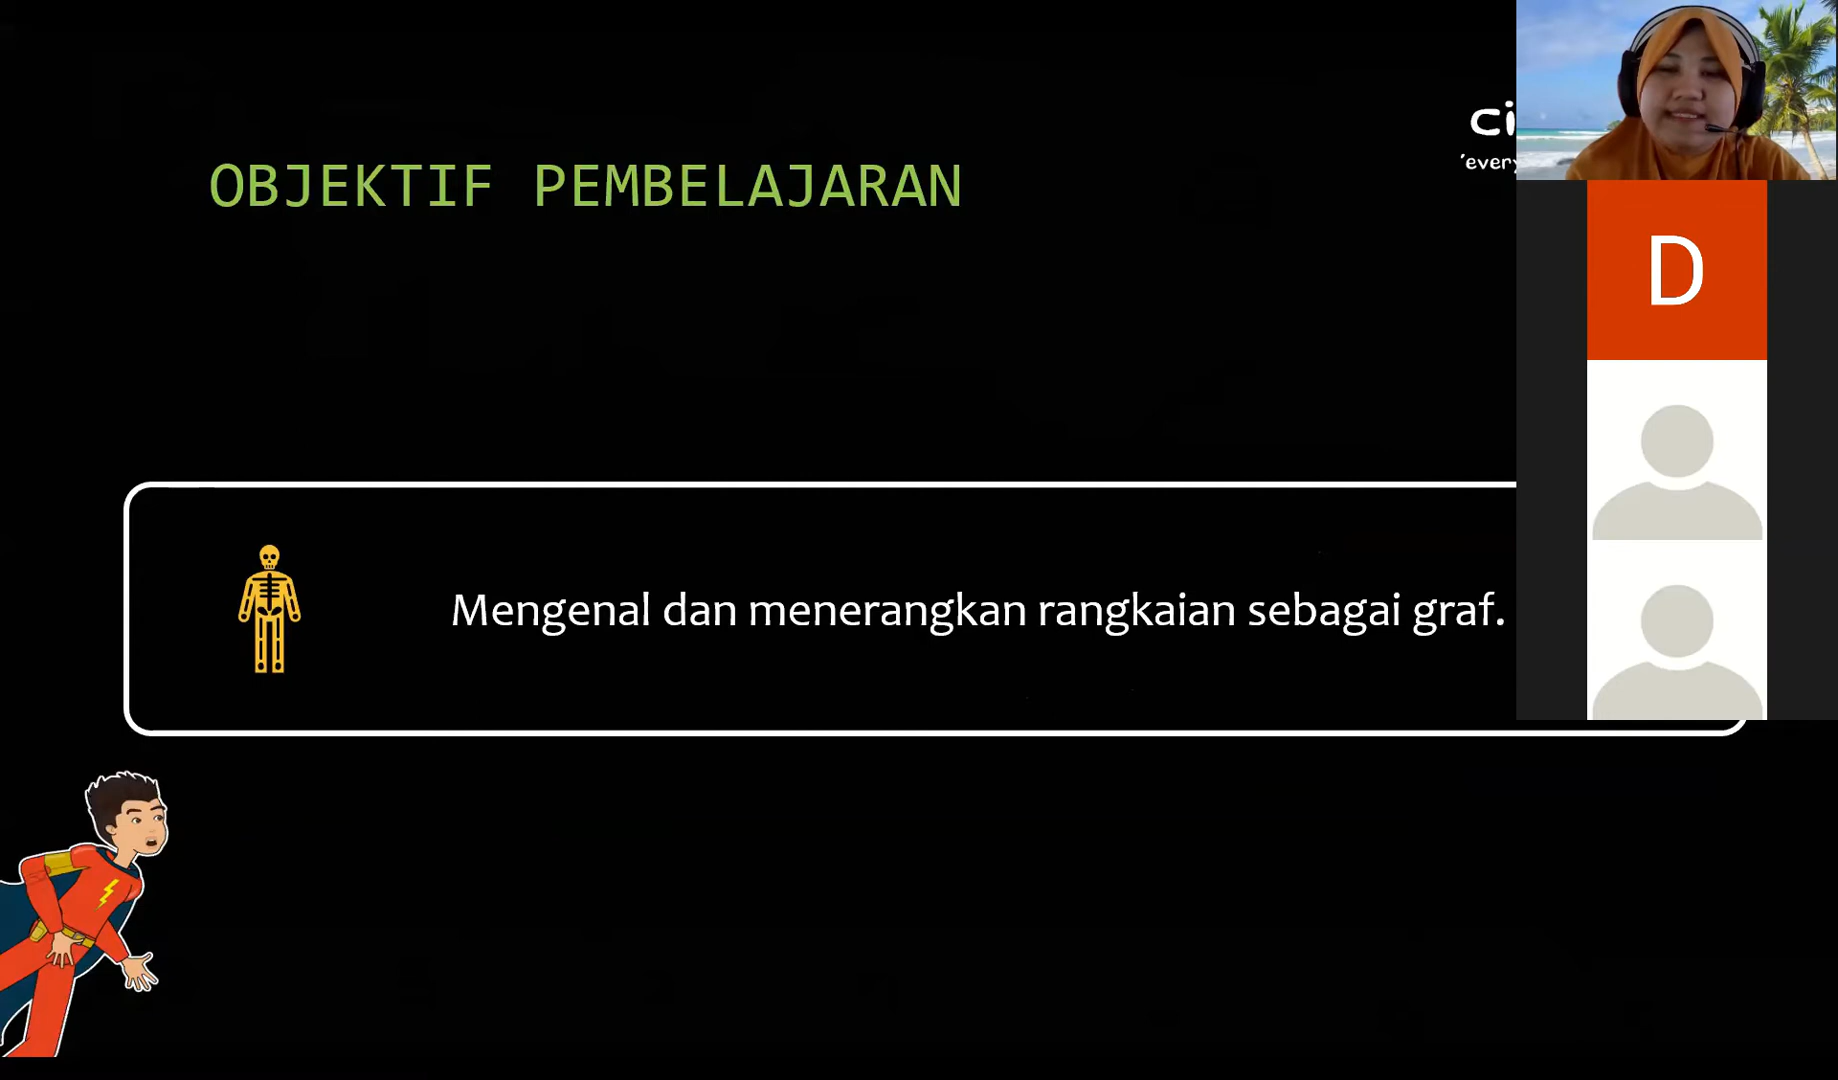 OBJEKTIF PEMBELAJARAN
Mengenal dan menerangkan rangkaian sebagai graf.
D